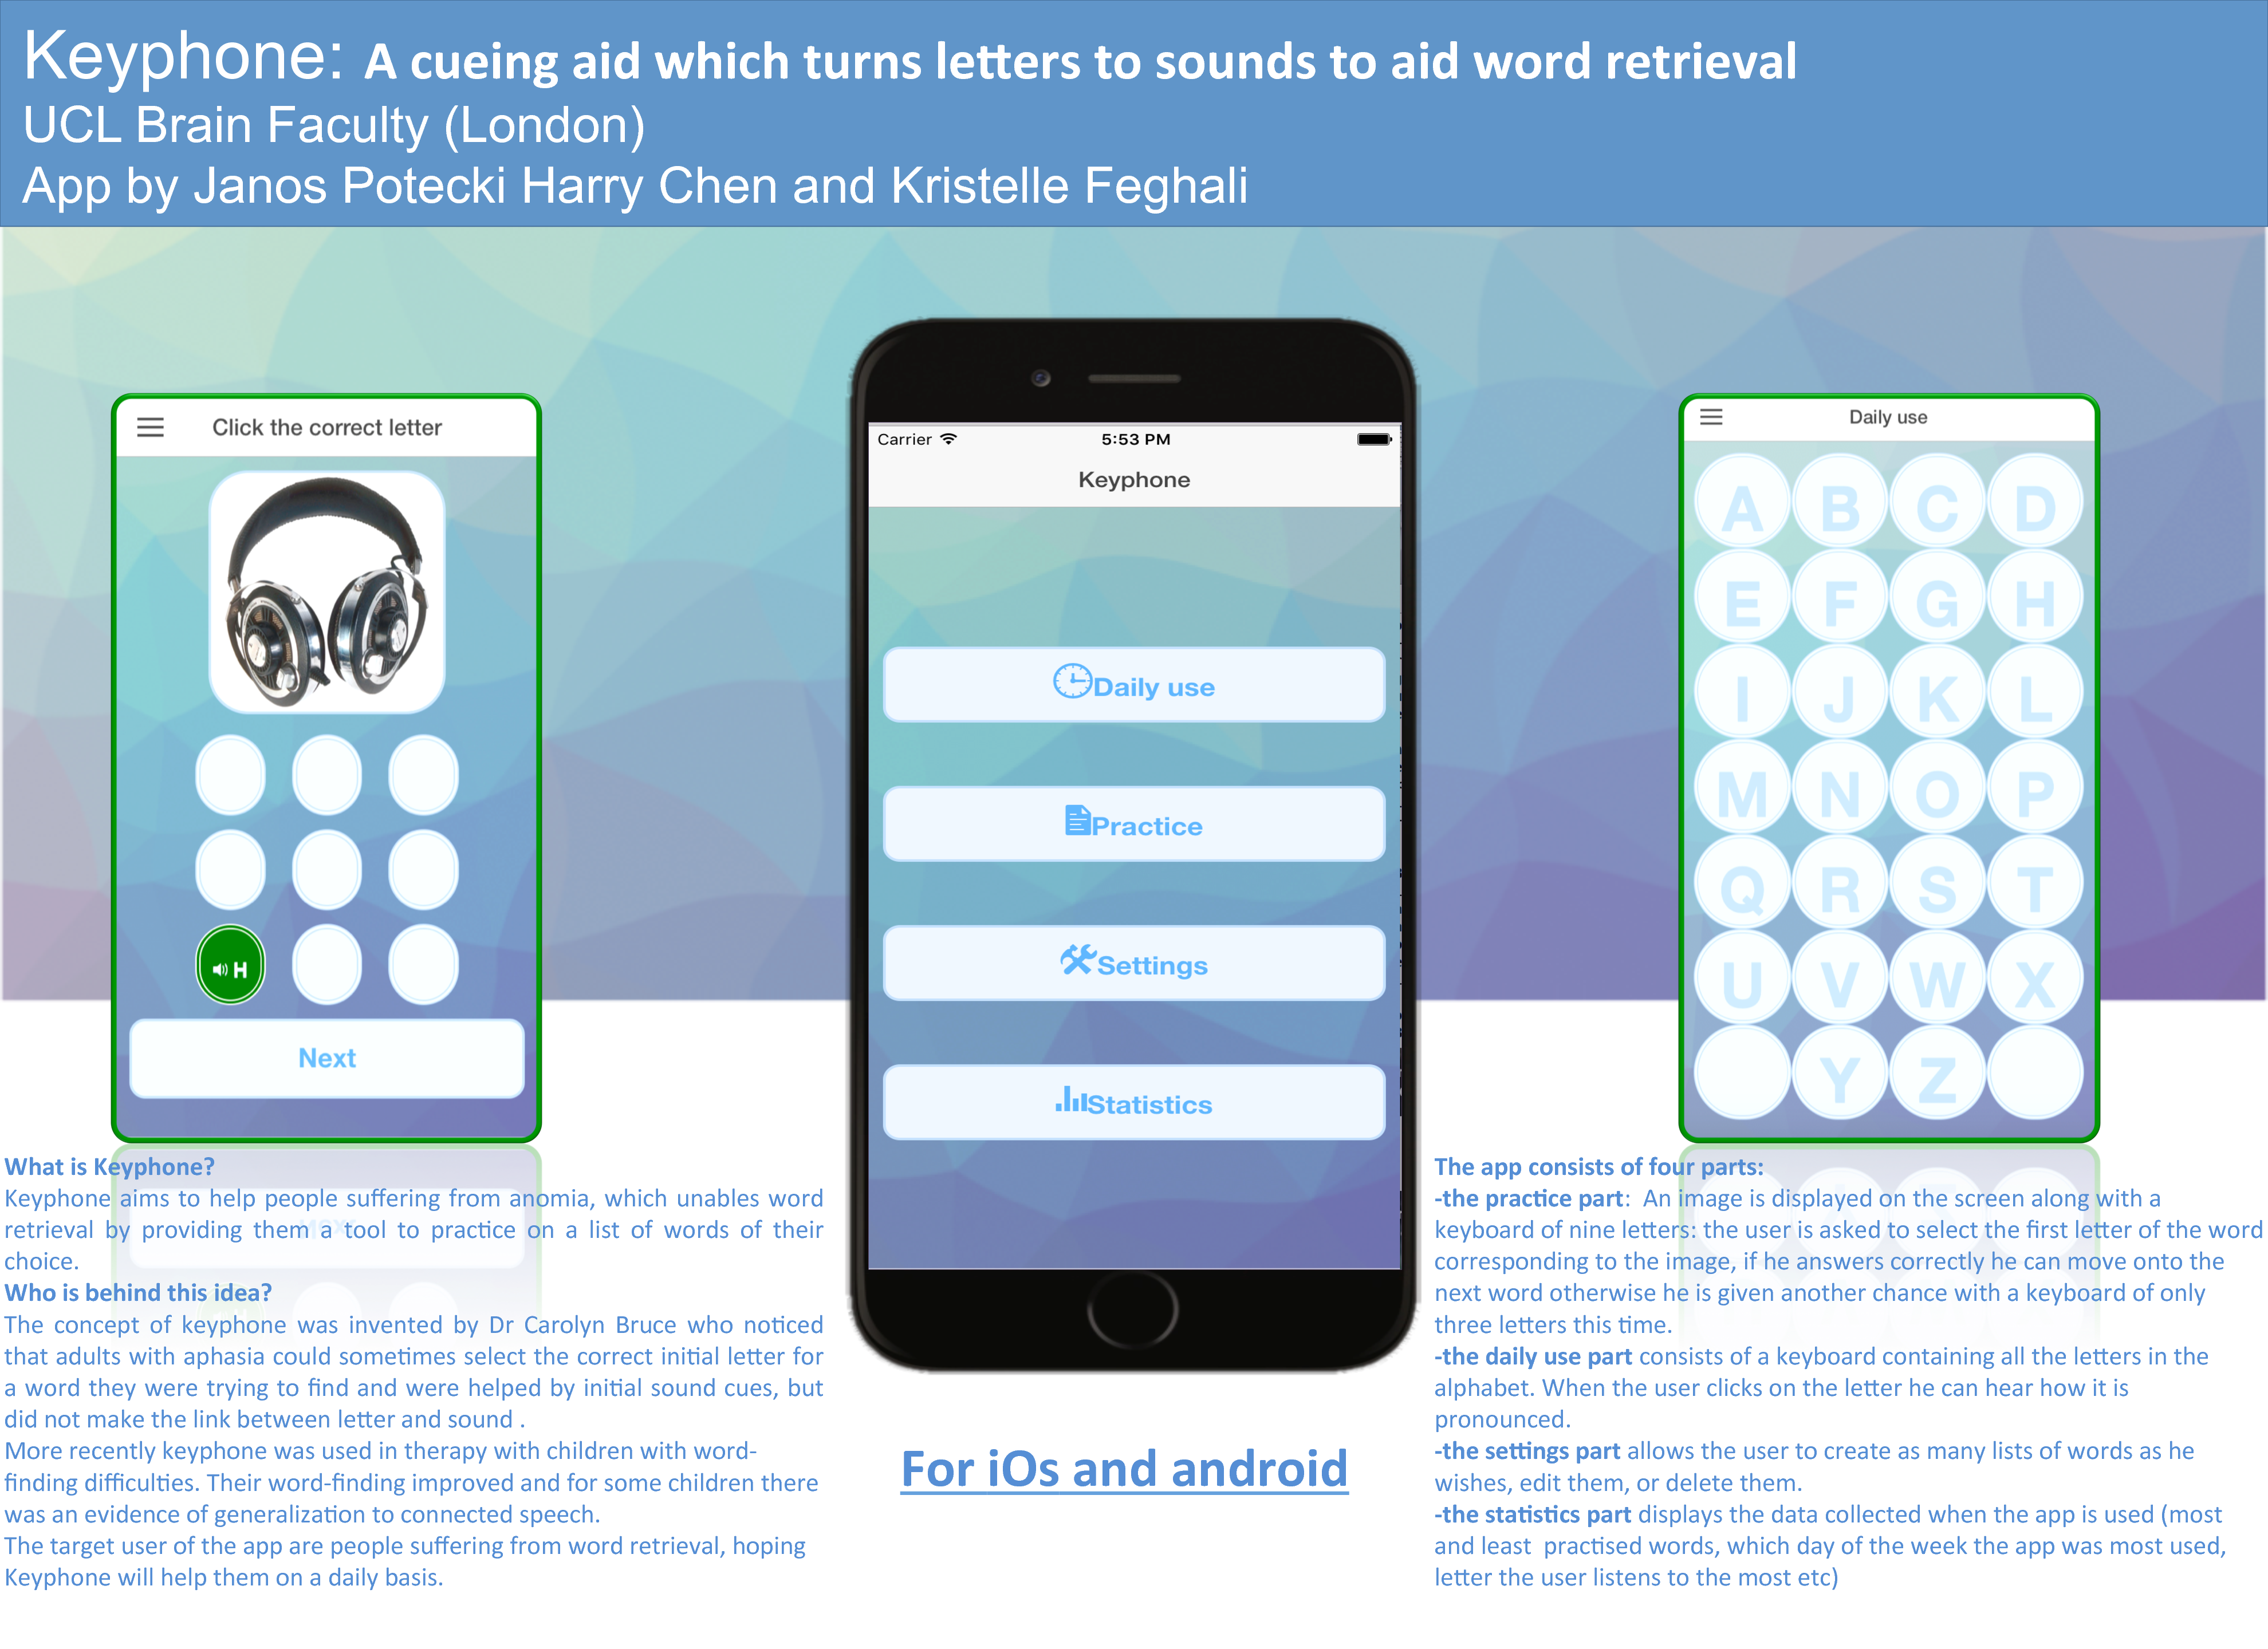 Keyphone: A cueing aid which turns letters to sounds to aid word retrieval
UCL Brain Faculty (London)
App by Janos Potecki Harry Chen and Kristelle Feghali
Click the correct letter
H
Next
Carrier 5:53 PM
Keyphone
Daily use
Practice
Settings
Statistics
Daily use
A B C D
E F G H
I J K L
M N O P
Q R S T
U V W X
Y Z
What is Keyphone?
Keyphone aims to help people suffering from anomia, which unables word
retrieval by providing them a tool to practice on a list of words of their
choice.
Who is behind this idea?
The concept of keyphone was invented by Dr Carolyn Bruce who noticed
that adults with aphasia could sometimes select the correct initial letter for
a word they were trying to find and were helped by initial sound cues, but
did not make the link between letter and sound .
More recently keyphone was used in therapy with children with word-
finding difficulties. Their word-finding improved and for some children there
was an evidence of generalization to connected speech.
The target user of the app are people suffering from word retrieval, hoping
Keyphone will help them on a daily basis.
For iOs and android
The app consists of four parts:
-the practice part: An image is displayed on the screen along with a
keyboard of nine letters: the user is asked to select the first letter of the word
corresponding to the image, if he answers correctly he can move onto the
next word otherwise he is given another chance with a keyboard of only
three letters this time.
-the daily use part consists of a keyboard containing all the letters in the
alphabet. When the user clicks on the letter he can hear how it is
pronounced.
-the settings part allows the user to create as many lists of words as he
wishes, edit them, or delete them.
-the statistics part displays the data collected when the app is used (most
and least practised words, which day of the week the app was most used,
letter the user listens to the most etc)